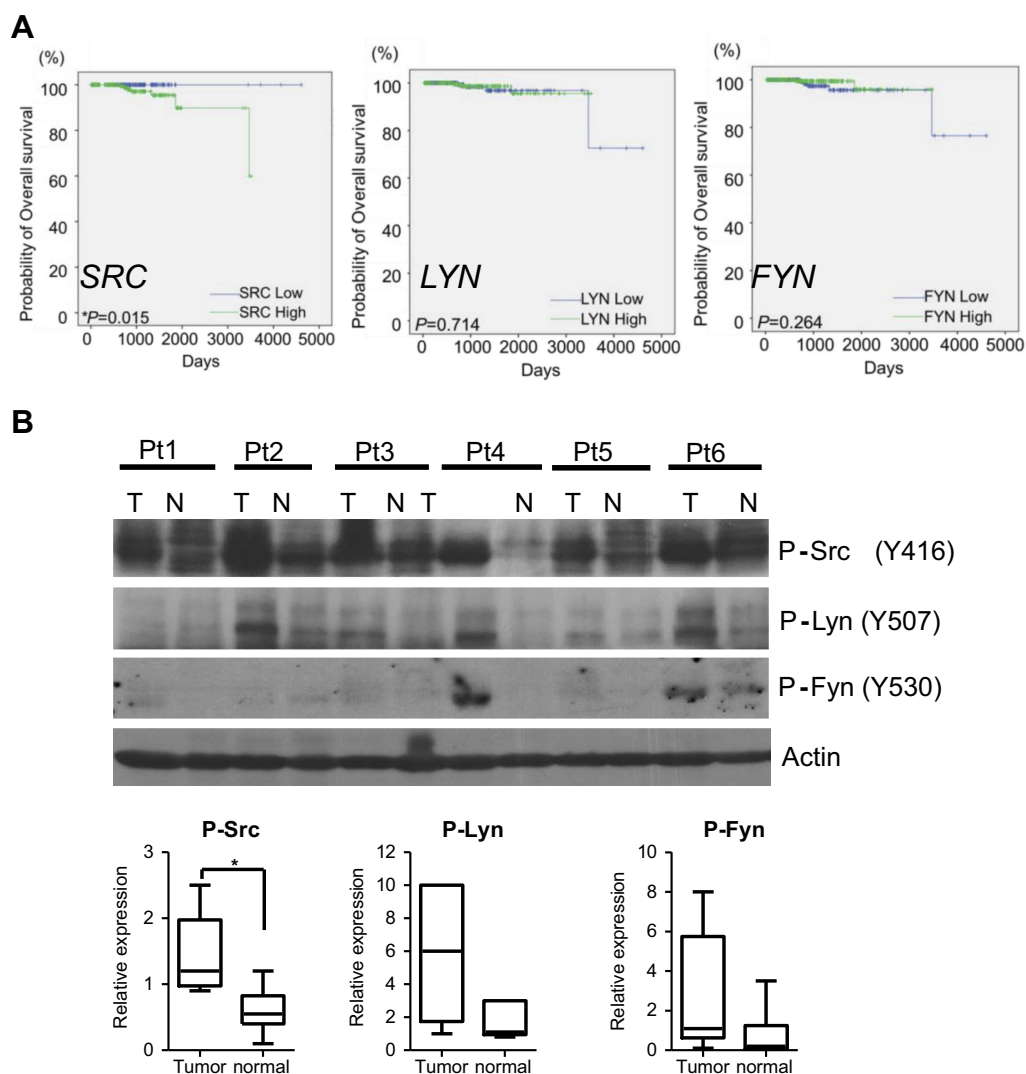 A
(%)
100
80
60
40
20
0
Probability of Overall survival
SRC
*P=0.015
SRC Low
SRC High
0 1000 2000 3000 4000 5000
Days
(%)
100
80
60
40
20
0
Probability of Overall survival
LYN
P=0.714
LYN Low
LYN High
0 1000 2000 3000 4000 5000
Days
(%)
100
80
60
40
20
0
Probability of Overall survival
FYN
P=0.264
FYN Low
FYN High
0 1000 2000 3000 4000 5000
Days
B
Pt1 Pt2 Pt3 Pt4 Pt5 Pt6
T N T N T N T N T N T N
P-Src (Y416)
P-Lyn (Y507)
P-Fyn (Y530)
Actin
P-Src
3
2
1
0
Relative expression
*
Tumor normal
P-Lyn
12
10
8
6
4
2
0
Relative expression
Tumor normal
P-Fyn
10
8
6
4
2
0
Relative expression
Tumor normal